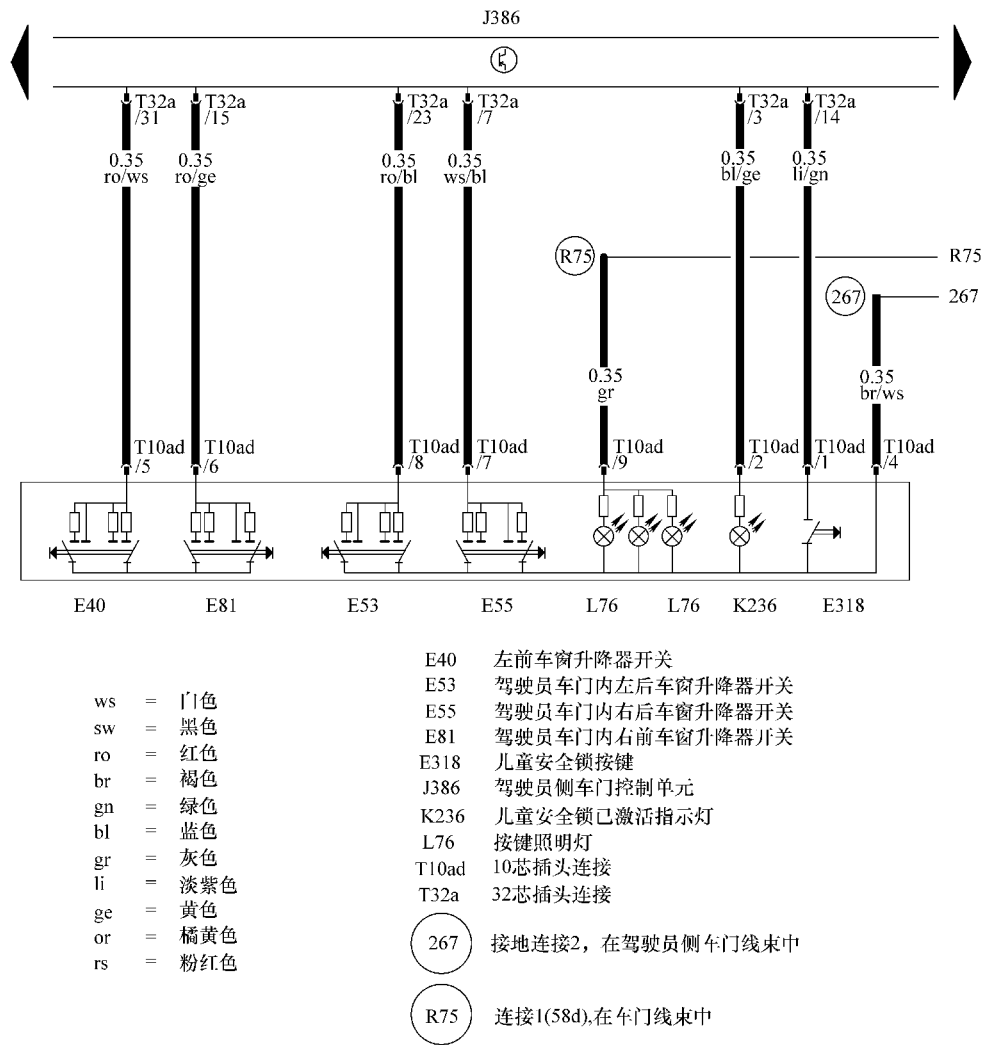 J386
T32a T32a T32a T32a T32a T32a
/31 /15 /23 /7 /3 /14
0.35 0.35 0.35 0.35 0.35 0.35
ro/ws ro/ge ro/bl ws/bl bl/ge li/gn
R75 R75
267 267
0.35 0.35
gr br/ws
T10ad T10ad T10ad T10ad T10ad T10ad T10ad T10ad
/5 /6 /8 /7 /9 /2 /1 /4
E40 E81 E53 E55 L76 L76 K236 E318
E40 左前车窗升降器开关
E53 驾驶员车门内左后车窗升降器开关
E55 驾驶员车门内右后车窗升降器开关
E81 驾驶员车门内右前车窗升降器开关
E318 儿童安全锁按键
J386 驾驶员侧车门控制单元
K236 儿童安全锁已激活指示灯
L76 按键照明灯
T10ad 10芯插头连接
T32a 32芯插头连接
267 接地连接2，在驾驶员侧车门线束中
R75 连接1(58d),在车门线束中
ws = 白色
sw = 黑色
ro = 红色
br = 褐色
gn = 绿色
bl = 蓝色
gr = 灰色
li = 淡紫色
ge = 黄色
or = 橘黄色
rs = 粉红色